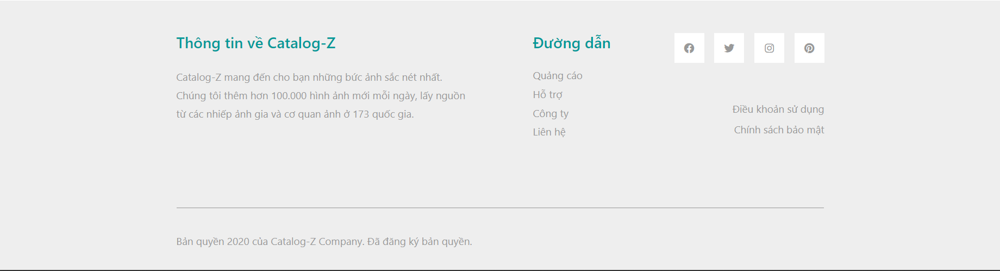 Thông tin về Catalog-Z
Catalog-Z mang đến cho bạn những bức ảnh sắc nét nhất.
Chúng tôi thêm hơn 100.000 hình ảnh mới mỗi ngày, lấy nguồn
từ các nhiếp ảnh gia và cơ quan ảnh ở 173 quốc gia.
Đường dẫn
Quảng cáo
Hỗ trợ
Công ty
Liên hệ
Điều khoản sử dụng
Chính sách bảo mật
Bản quyền 2020 của Catalog-Z Company. Đã đăng ký bản quyền.